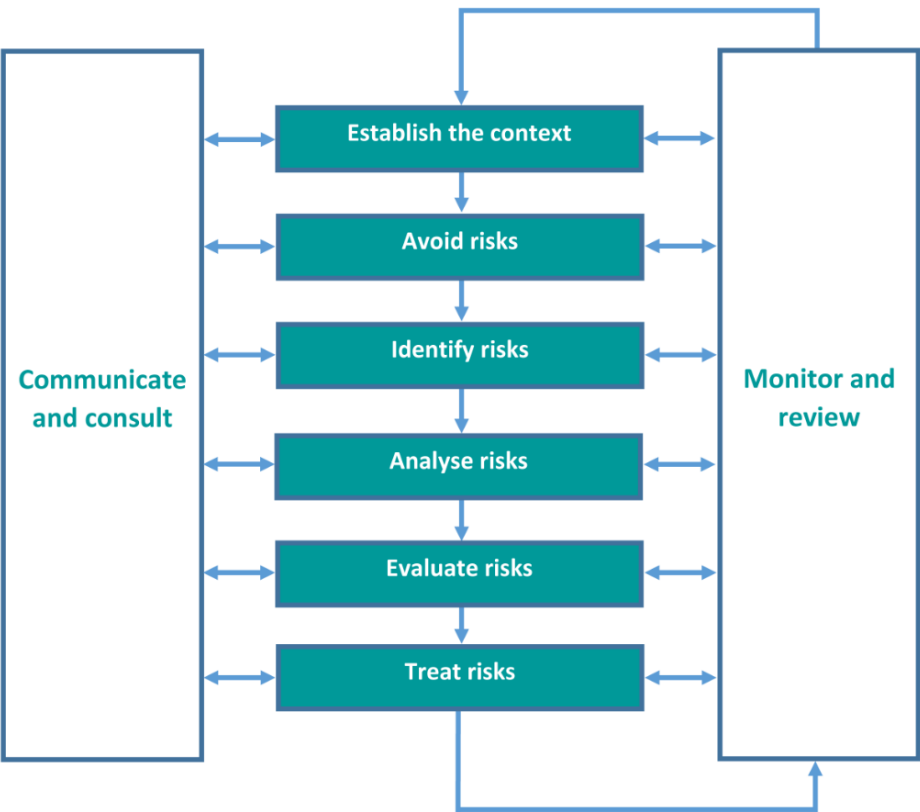 Establish the context
Avoid risks
Identify risks
Communicate
and consult
Monitor and
review
Analyse risks
Evaluate risks
Treat risks